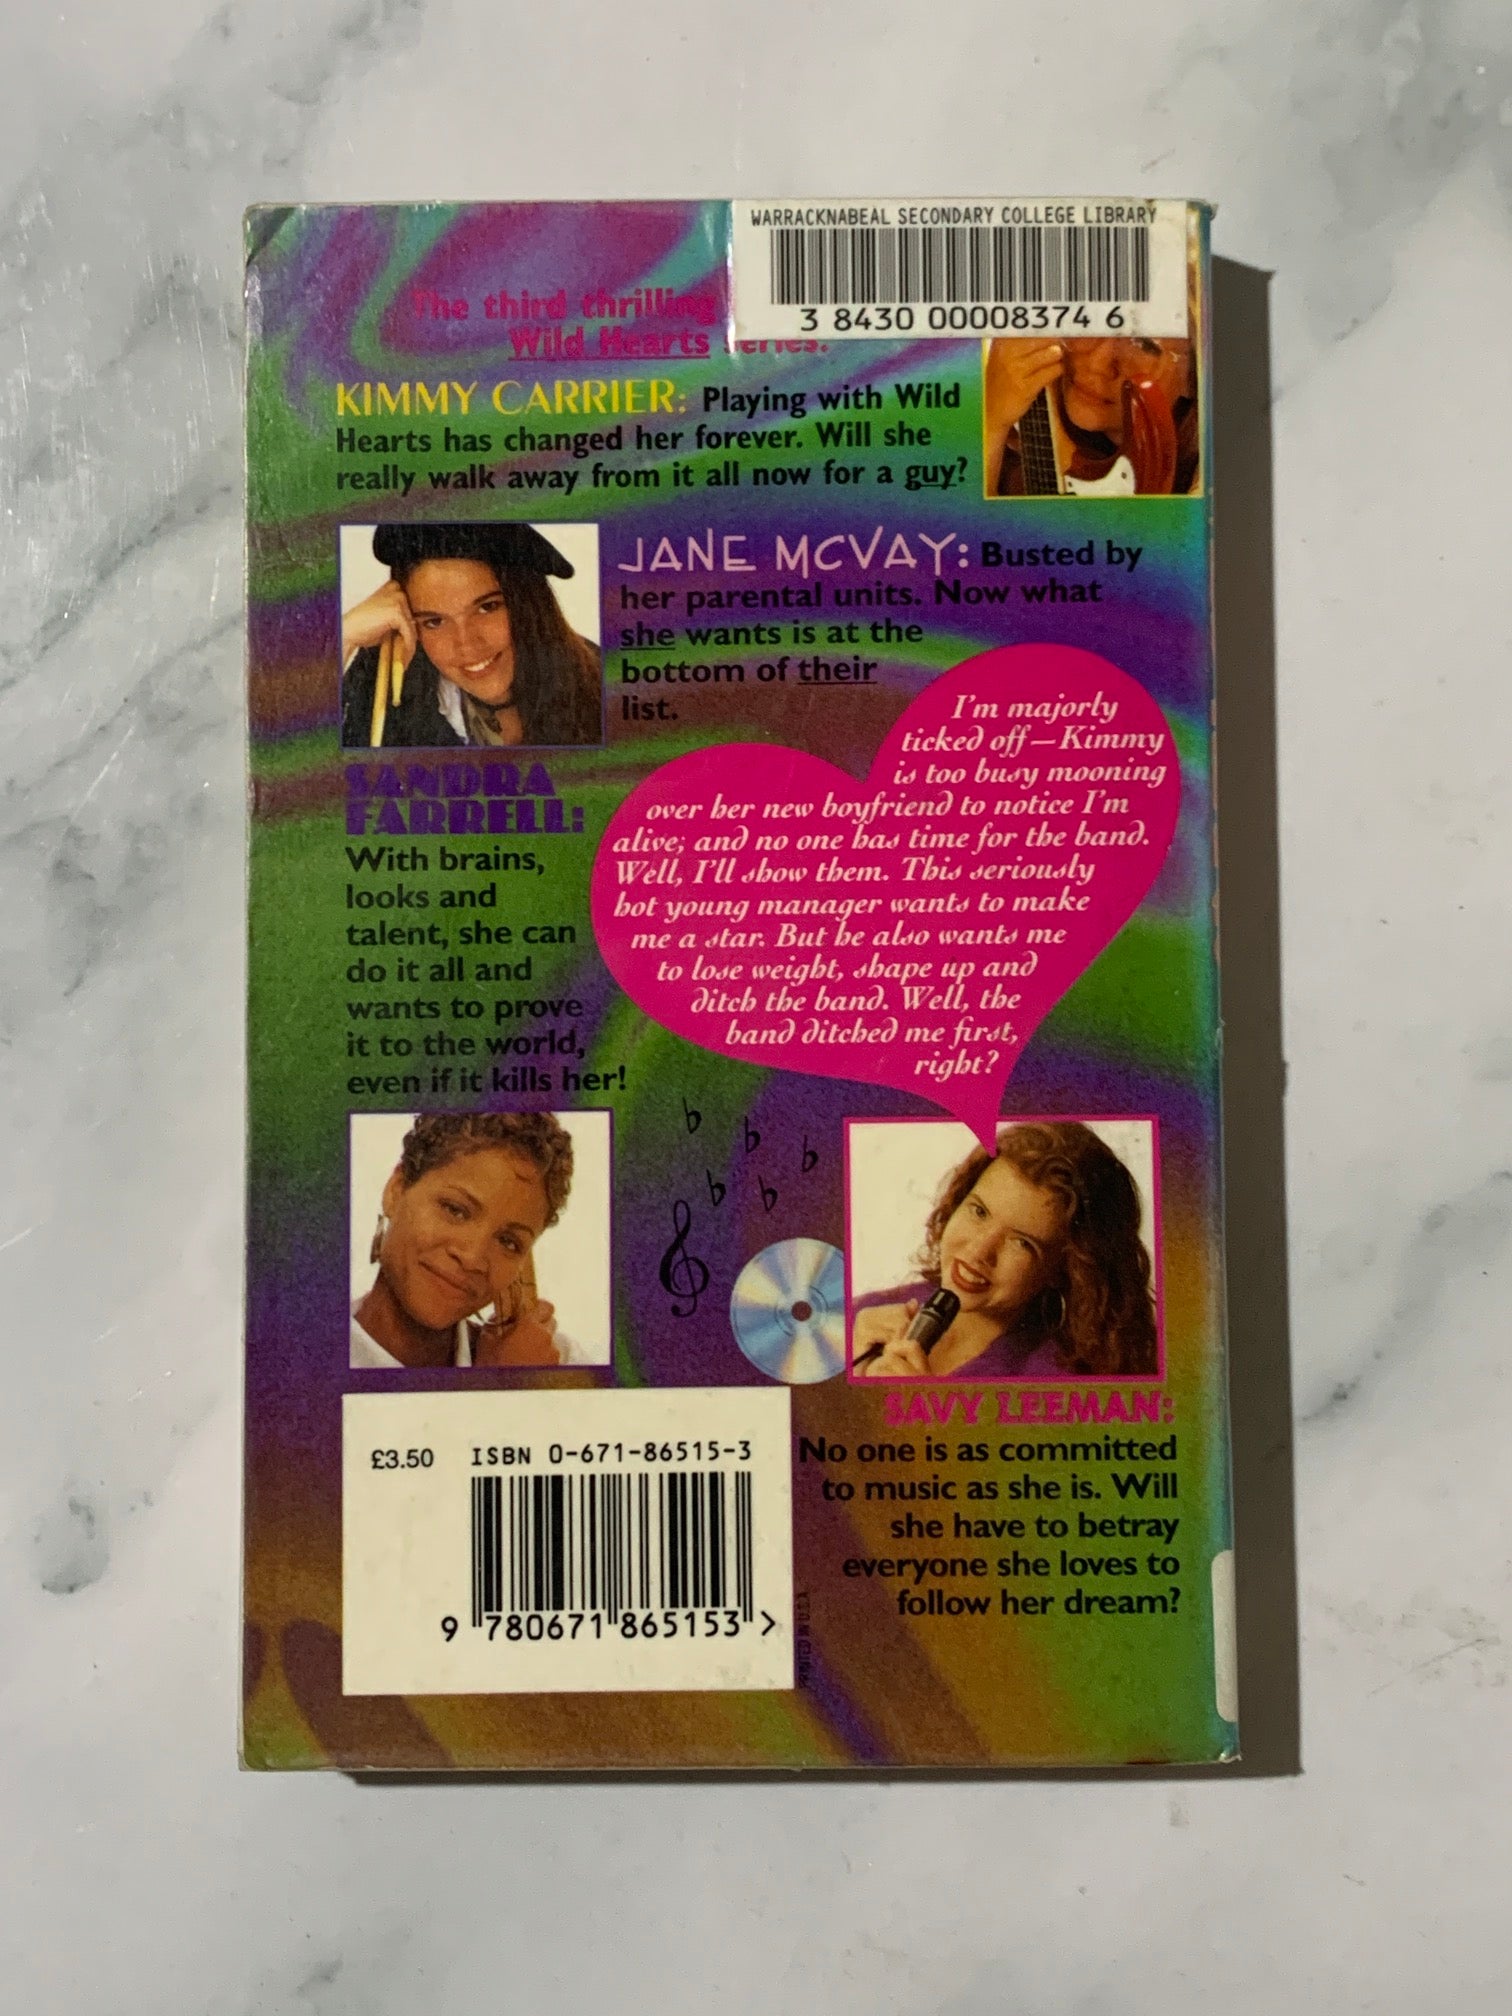 WARRACKNABEAL SECONDARY COLLEGE LIBRARY
3 8430 00008374 6
The third thrilling
Wild Hearts series.
KIMMY CARRIER: Playing with Wild
Hearts has changed her forever. Will she
really walk away from it all now for a guy?
JANE MCVAY: Busted by
her parental units. Now what
she wants is at the
bottom of their
list.
SANDRA
FARRELL:
With brains,
looks and
talent, she can
do it all and
wants to prove
it to the world,
even if it kills her!
I'm majorly
ticked off—Kimmy
is too busy mooning
over her new boyfriend to notice I'm
alive; and no one has time for the band.
Well, I'll show them. This seriously
hot young manager wants to make
me a star. But he also wants me
to lose weight, shape up and
ditch the band. Well, the
band ditched me first,
right?
SAVY LEEMAN:
No one is as committed
to music as she is. Will
she have to betray
everyone she loves to
follow her dream?
£3.50 ISBN 0-671-86515-3
9 780671 865153 >
PRINTED IN U.S.A.